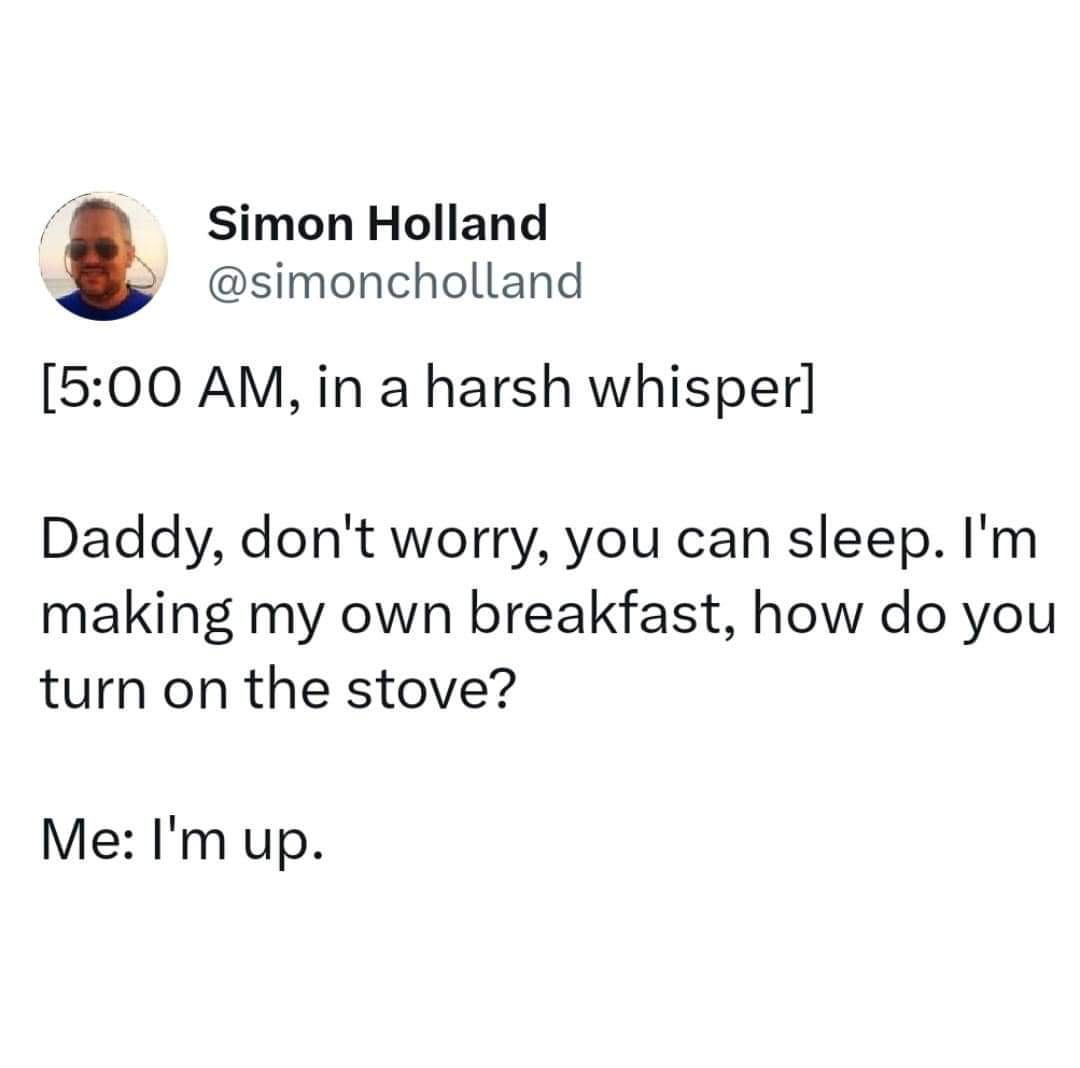 Simon Holland
@simoncholland
[5:00 AM, in a harsh whisper]
Daddy, don't worry, you can sleep. I'm
making my own breakfast, how do you
turn on the stove?
Me: I'm up.